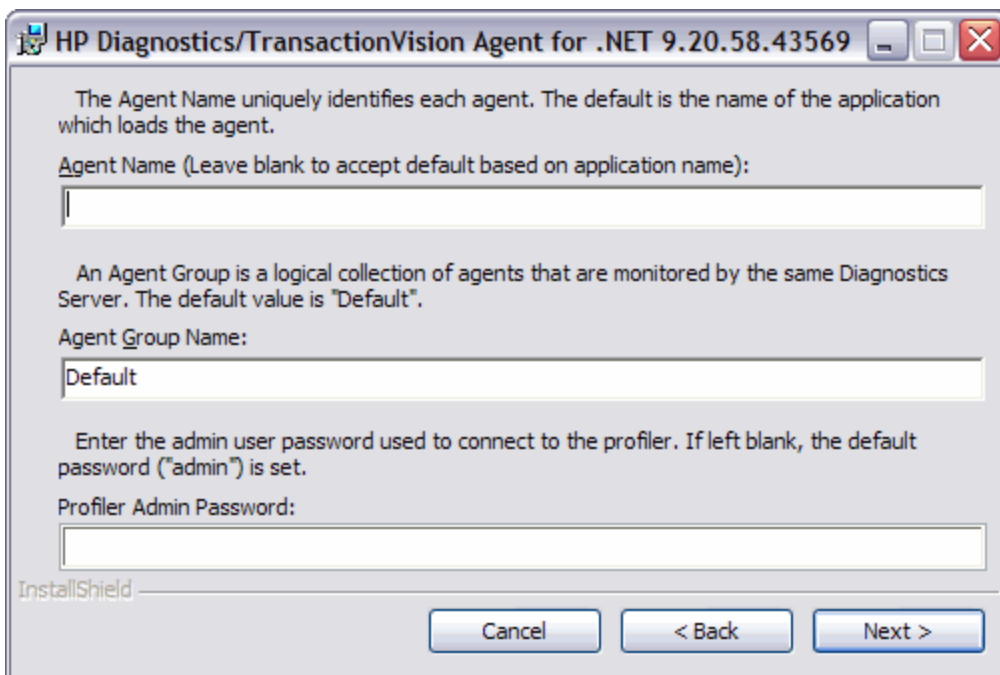 HP Diagnostics/TransactionVision Agent for .NET 9.20.58.43569
The Agent Name uniquely identifies each agent. The default is the name of the application
which loads the agent.
Agent Name (Leave blank to accept default based on application name):
An Agent Group is a logical collection of agents that are monitored by the same Diagnostics
Server. The default value is "Default".
Agent Group Name:
Default
Enter the admin user password used to connect to the profiler. If left blank, the default
password ("admin") is set.
Profiler Admin Password:
InstallShield
Cancel
< Back
Next >